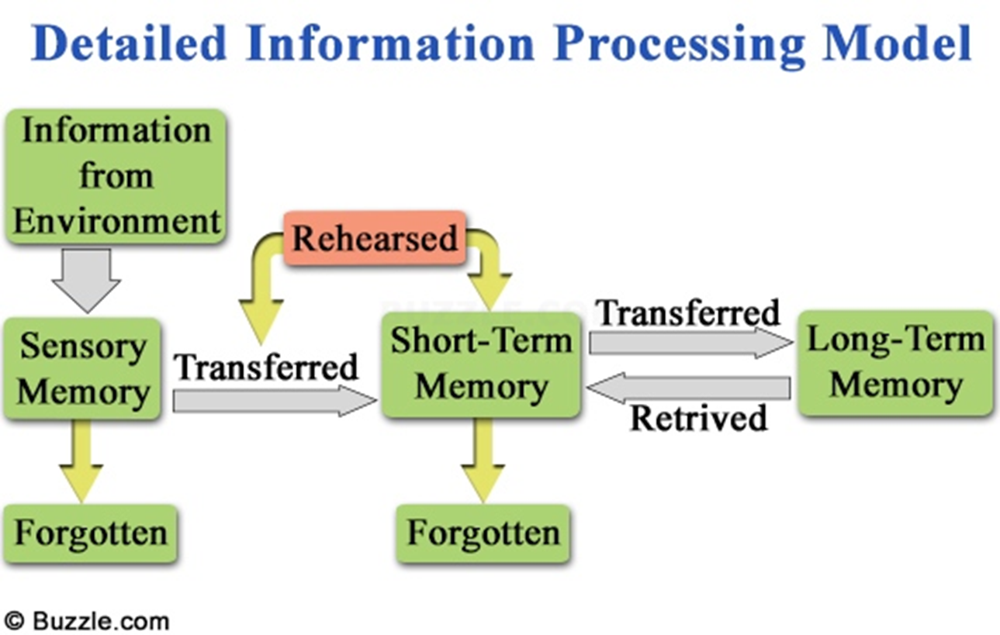 Detailed Information Processing Model
Information
from
Environment
Rehearsed
Sensory
Memory
Transferred
Short-Term
Memory
Transferred
Retrived
Long-Term
Memory
Forgotten
Forgotten
© Buzzle.com